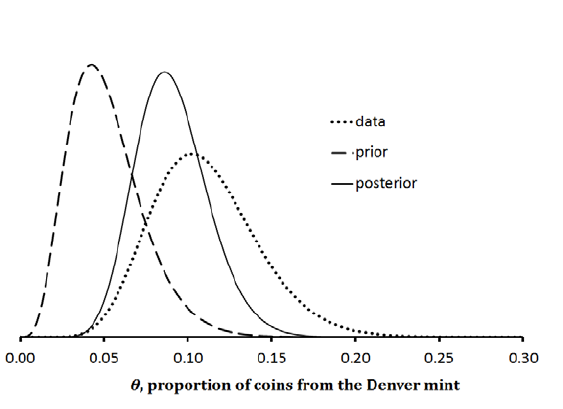 data
prior
posterior
0.00 0.05 0.10 0.15 0.20 0.25 0.30
θ, proportion of coins from the Denver mint